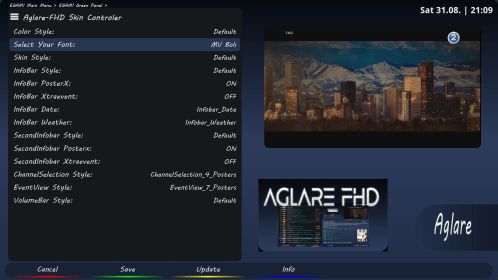 EGAMI Main Menu > EGAMI Green Panel >
Sat 31.08. | 21:09
Aglare-FHD Skin Controler
Color Style: Default
Select Your Font: MV Boli
Skin Style: Default
InfoBar Style: Default
InfoBar PosterX: ON
InfoBar Xtraevent: OFF
InfoBar Date: Infobar_Date
InfoBar Weather: Infobar_Weather
SecondInfobar Style: Default
SecondInfobar Posterx: ON
SecondInfobar Xtraevent: OFF
ChannelSelection Style: ChannelSelection_4_Posters
EventView Style: EventView_7_Posters
VolumeBar Style: Default
2
AGLARE FHD
Aglare
Cancel
Save
Update
Info